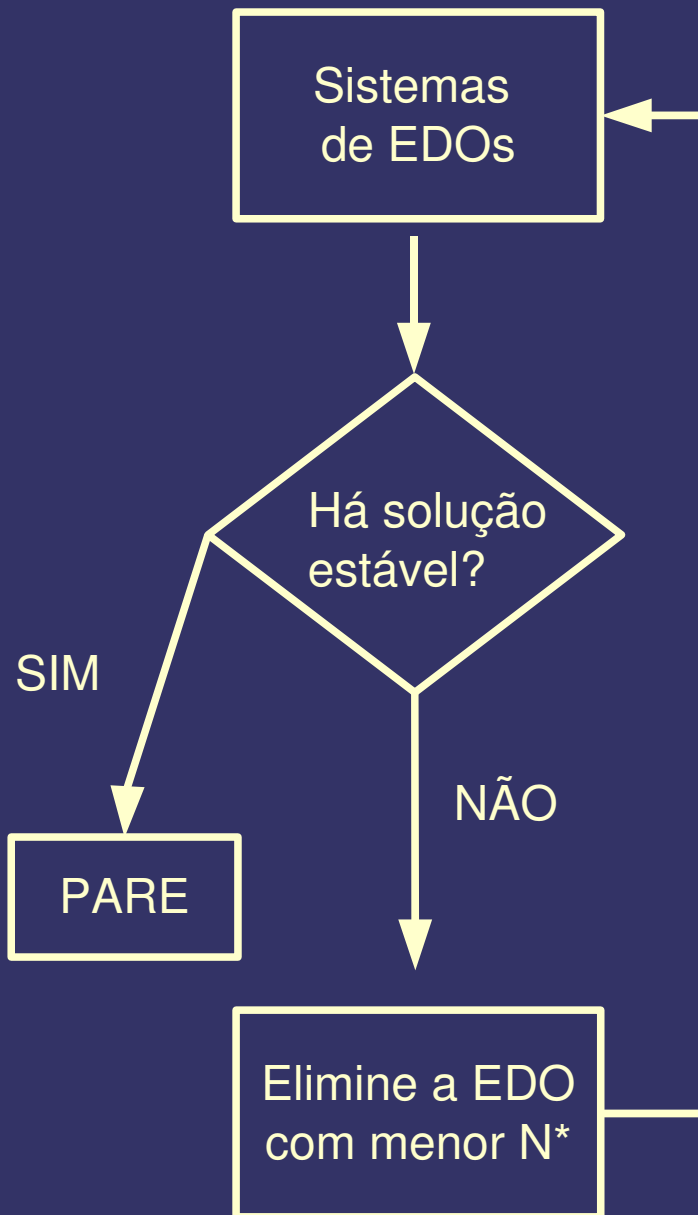 Sistemas
de EDOs
Há solução
estável?
SIM
NÃO
PARE
Elimine a EDO
com menor N*